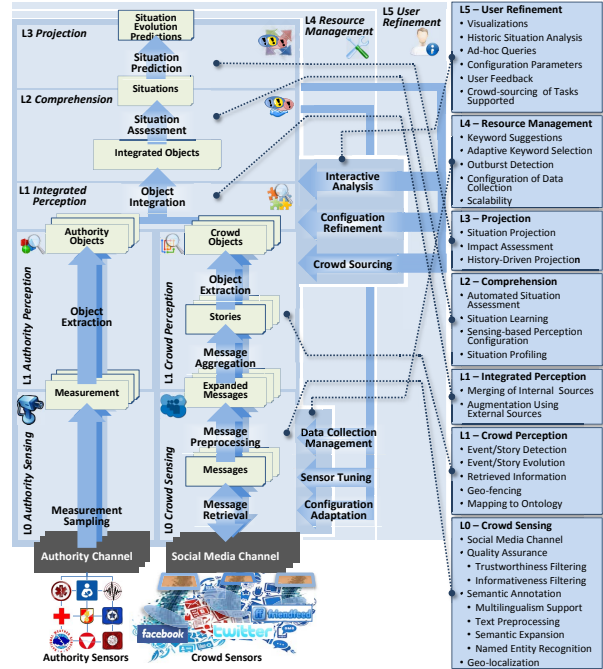 L3 Projection
Situation
Evolution
Predictions
Situation
Prediction
L2 Comprehension
Situations
Situation
Assessment
Integrated Objects
L1 Integrated
Perception
Object
Integration
L4 Resource
Management
L5 User
Refinement
Interactive
Analysis
Configuation
Refinement
Crowd Sourcing
Authority
Objects
Crowd
Objects
L1 Authority Perception
Object
Extraction
L1 Crowd Perception
Object
Extraction
Stories
Message
Aggregation
Measurement
Expanded
Messages
L0 Authority Sensing
Measurement
Sampling
L0 Crowd Sensing
Message
Preprocessing
Messages
Message
Retrieval
Data Collection
Management
Sensor Tuning
Configuration
Adaptation
Authority Channel
Social Media Channel
facebook
twitter
friendfeed
Authority Sensors
Crowd Sensors
L5 – User Refinement
• Visualizations
• Historic Situation Analysis
• Ad-hoc Queries
• Configuration Parameters
• User Feedback
• Crowd-sourcing of Tasks
Supported
L4 – Resource Management
• Keyword Suggestions
• Adaptive Keyword Selection
• Outburst Detection
• Configuration of Data
Collection
• Scalability
L3 – Projection
• Situation Projection
• Impact Assessment
• History-Driven Projection
L2 – Comprehension
• Automated Situation
Assessment
• Situation Learning
• Sensing-based Perception
Configuration
• Situation Profiling
L1 – Integrated Perception
• Merging of Internal Sources
• Augmentation Using
External Sources
L1 – Crowd Perception
• Event/Story Detection
• Event/Story Evolution
• Retrieved Information
• Geo-fencing
• Mapping to Ontology
L0 – Crowd Sensing
• Social Media Channel
• Quality Assurance
• Trustworthiness Filtering
• Informativeness Filtering
• Semantic Annotation
• Multilingualism Support
• Text Preprocessing
• Semantic Expansion
• Named Entity Recognition
• Geo-localization